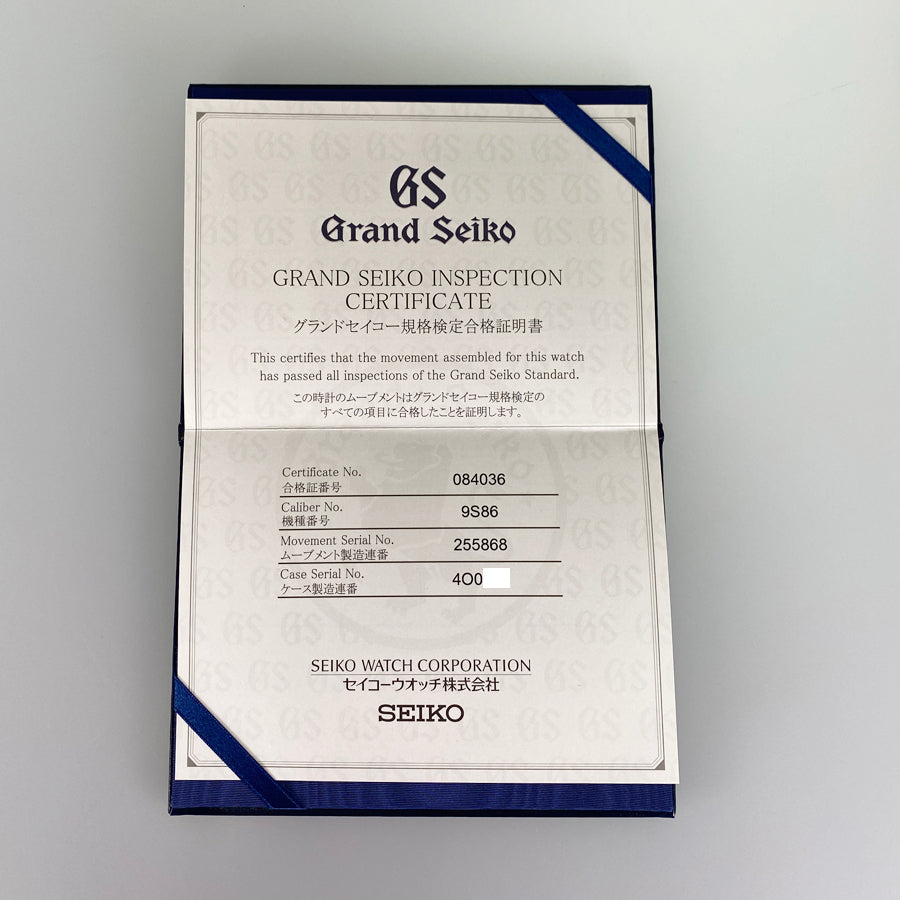 GS
Grand Seiko
GRAND SEIKO INSPECTION
CERTIFICATE
グランドセイコー規格検定合格証明書
This certifies that the movement assembled for this watch
has passed all inspections of the Grand Seiko Standard.
この時計のムーブメントはグランドセイコー規格検定の
すべての項目に合格したことを証明します。
Certificate No.
合格証番号
084036
Caliber No.
機種番号
9S86
Movement Serial No.
ムーブメント製造連番
255868
Case Serial No.
ケース製造連番
4O0
SEIKO WATCH CORPORATION
セイコーウオッチ株式会社
SEIKO